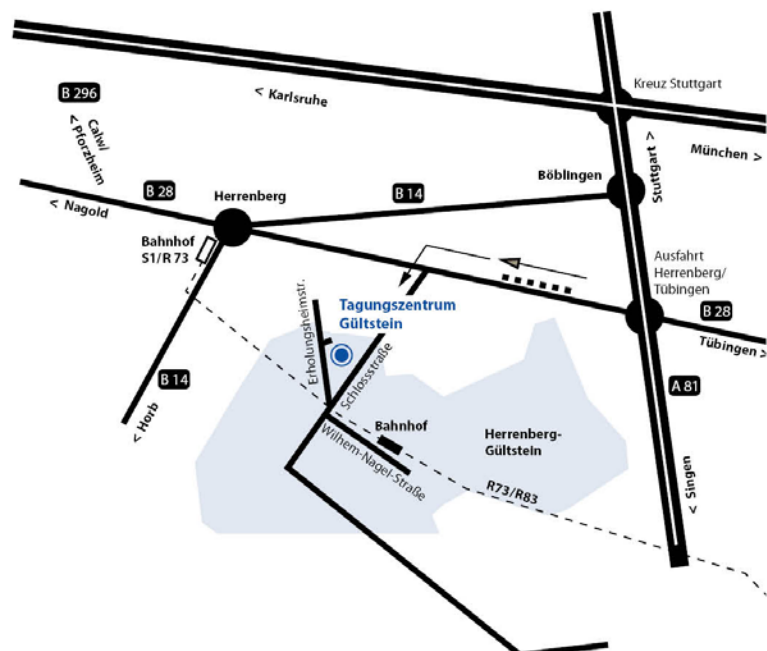 Kreuz Stuttgart
B 296
< Karlsruhe
Calw/
< Pforzheim
Stuttgart >
München >
B 28
Herrenberg
B 14
Böblingen
< Nagold
Bahnhof
S1/R 73
Ausfahrt
Herrenberg/
Tübingen
Erholungsheimstr.
Tagungszentrum
Gültstein
B 28
Tübingen >
Schlossstraße
B 14
A 81
< Horb
Bahnhof
Herrenberg-
Gültstein
Wilhem-Nagel-Straße
R73/R83
< Singen